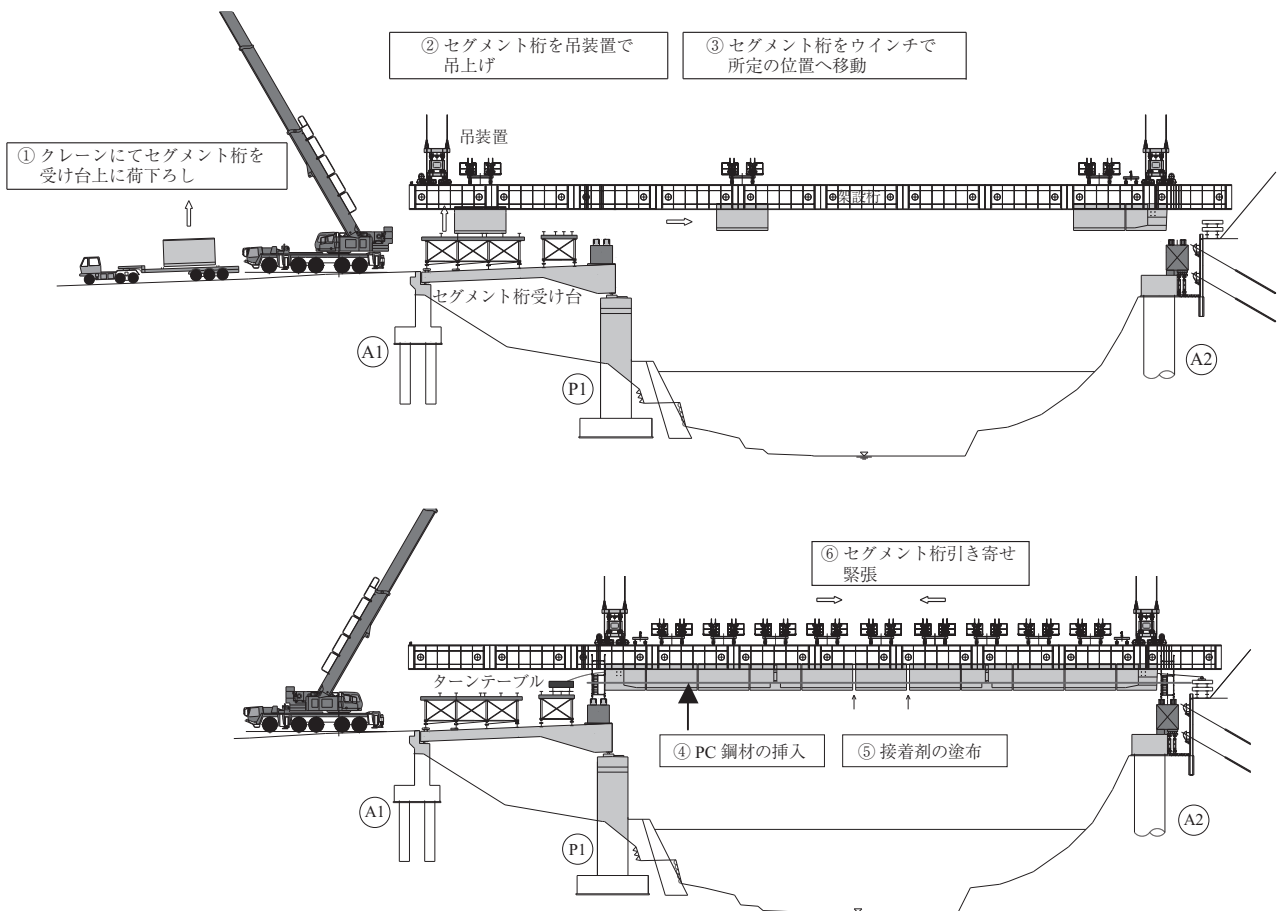 ② セグメント桁を吊装置で
吊上げ
③ セグメント桁をウインチで
所定の位置へ移動
① クレーンにてセグメント桁を
受け台上に荷下ろし
吊装置
架設桁
セグメント桁受け台
A1
P1
A2
⑥ セグメント桁引き寄せ
緊張
ターンテーブル
④ PC 鋼材の挿入
⑤ 接着剤の塗布
A1
P1
A2